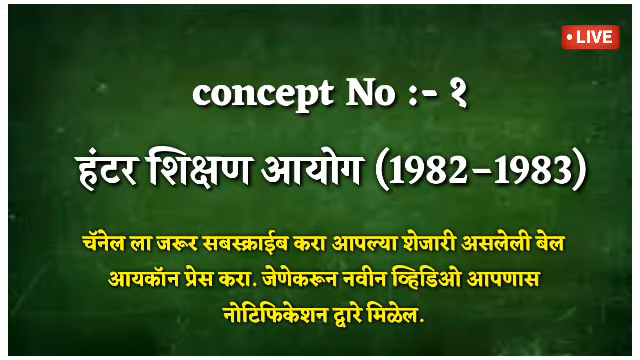 • LIVE
concept No :- १
हंटर शिक्षण आयोग (1982-1983)
चॅनेल ला जरूर सबस्क्राईब करा आपल्या शेजारी असलेली बेल
आयकॉन प्रेस करा. जेणेकरून नवीन व्हिडिओ आपणास
नोटिफिकेशन द्वारे मिळेल.